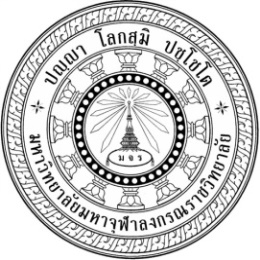 ปญฺญา โลกสฺมิ ปชฺโชโต
ม จ ร
มหาวิทยาลัยมหาจุฬาลงกรณราชวิทยาลัย